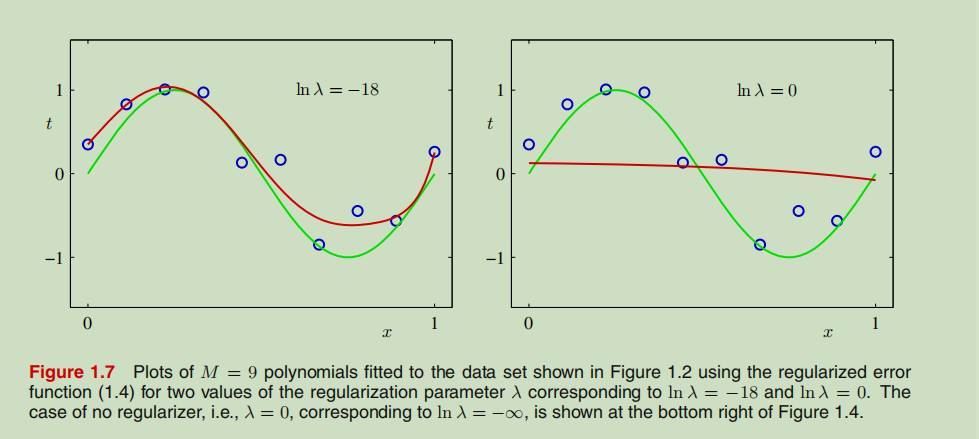 1
0
−1
t
ln λ = −18
0
x
1
1
0
−1
t
ln λ = 0
0
x
1
Figure 1.7 Plots of M = 9 polynomials fitted to the data set shown in Figure 1.2 using the regularized error
function (1.4) for two values of the regularization parameter λ corresponding to ln λ = −18 and ln λ = 0. The
case of no regularizer, i.e., λ = 0, corresponding to ln λ = −∞, is shown at the bottom right of Figure 1.4.